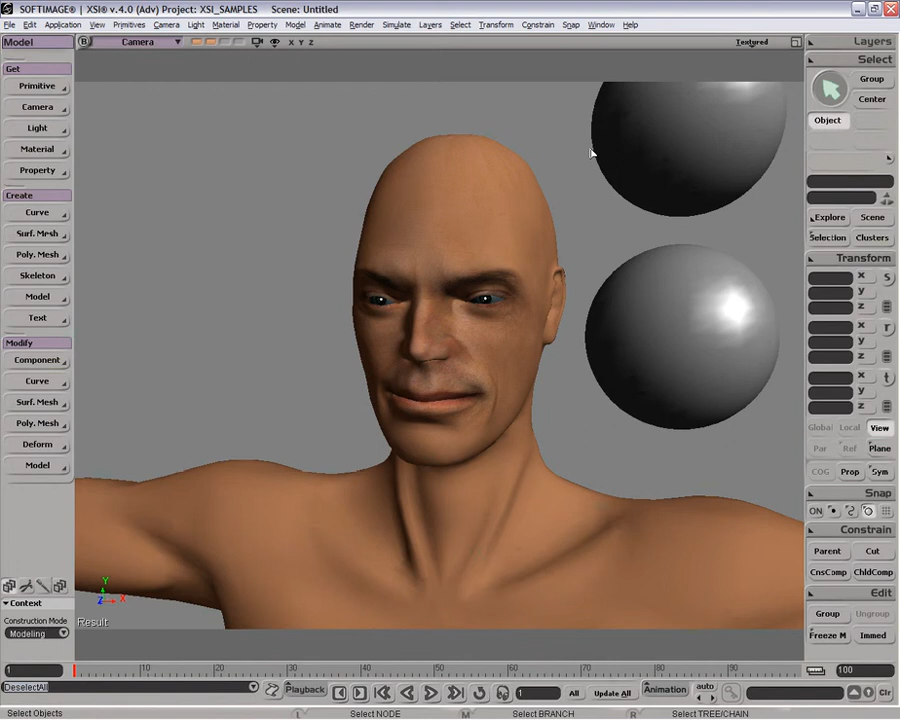 SOFTIMAGE® | XSI® v.4.0 (Adv) Project: XSI_SAMPLES Scene: Untitled
File Edit Application View Primitives Camera Light Material Property Model Animate Render Simulate Layers Select Transform Constrain Snap Window Help
Model
B Camera X Y Z Textured
Get
Primitive
Camera
Light
Material
Property
Create
Curve
Surf. Mesh
Poly. Mesh
Skeleton
Model
Text
Modify
Component
Curve
Surf. Mesh
Poly. Mesh
Deform
Model
Context
Construction Mode
Modeling
Y
Z X
Result
Layers
Select
Group
Center
Object
Explore Scene
Selection Clusters
Transform
x s
y
z
x r
y
z
x t
y
z
Global Local View
Par Ref Plane
COG Prop Sym
Snap
ON
Constrain
Parent Cut
CnsComp ChldComp
Edit
Group Ungroup
Freeze M Immed
1 10 20 30 40 50 60 70 80 90 100
DeselectAll Playback 1 All Update All Animation auto Clr
Select Objects L Select NODE M Select BRANCH R Select TREE/CHAIN